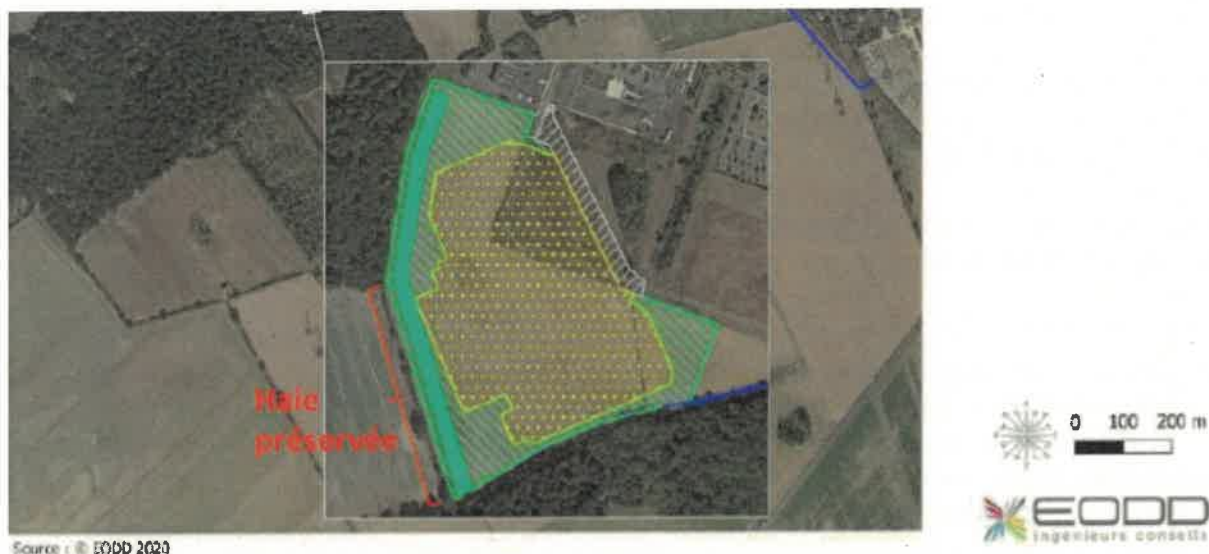 Haie
préservée
0 100 200 m
EODD
ingénieurs conseils
Source : © EODD 2020